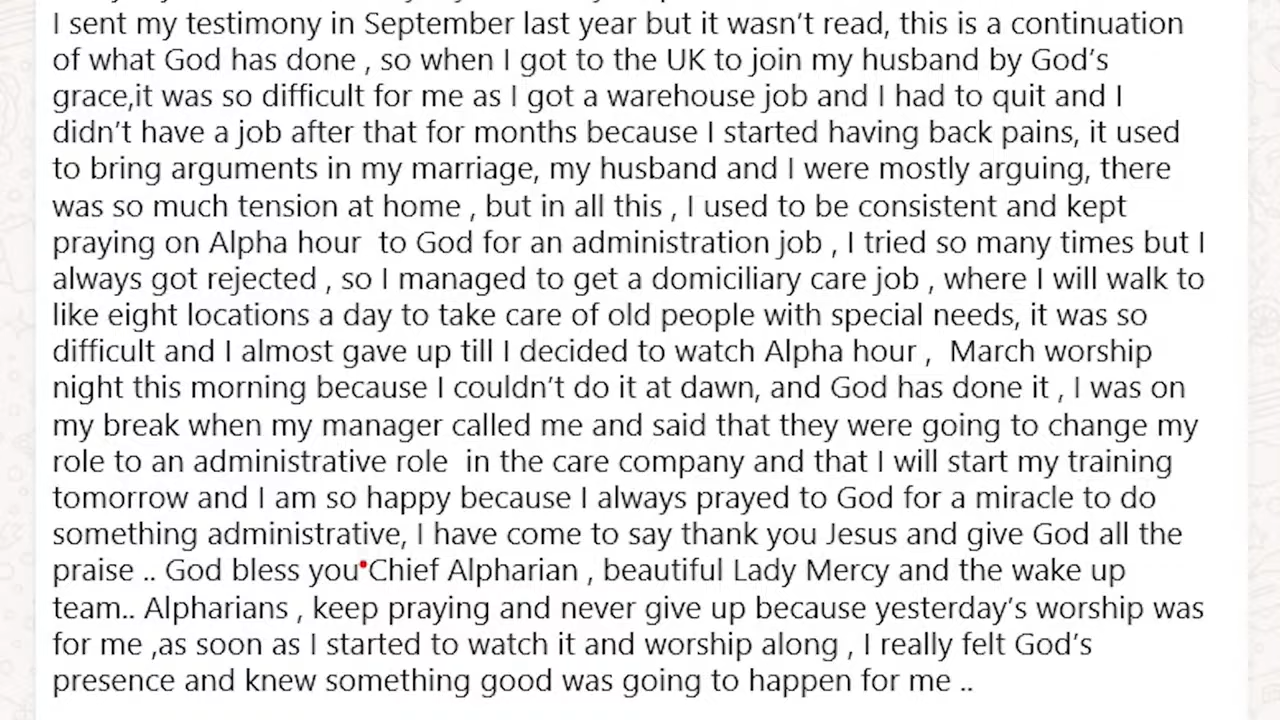 I sent my testimony in September last year but it wasn’t read, this is a continuation
of what God has done , so when I got to the UK to join my husband by God’s
grace,it was so difficult for me as I got a warehouse job and I had to quit and I
didn’t have a job after that for months because I started having back pains, it used
to bring arguments in my marriage, my husband and I were mostly arguing, there
was so much tension at home , but in all this , I used to be consistent and kept
praying on Alpha hour  to God for an administration job , I tried so many times but I
always got rejected , so I managed to get a domiciliary care job , where I will walk to
like eight locations a day to take care of old people with special needs, it was so
difficult and I almost gave up till I decided to watch Alpha hour ,  March worship
night this morning because I couldn’t do it at dawn, and God has done it , I was on
my break when my manager called me and said that they were going to change my
role to an administrative role  in the care company and that I will start my training
tomorrow and I am so happy because I always prayed to God for a miracle to do
something administrative, I have come to say thank you Jesus and give God all the
praise .. God bless you Chief Alpharian , beautiful Lady Mercy and the wake up
team.. Alpharians , keep praying and never give up because yesterday’s worship was
for me ,as soon as I started to watch it and worship along , I really felt God’s
presence and knew something good was going to happen for me ..